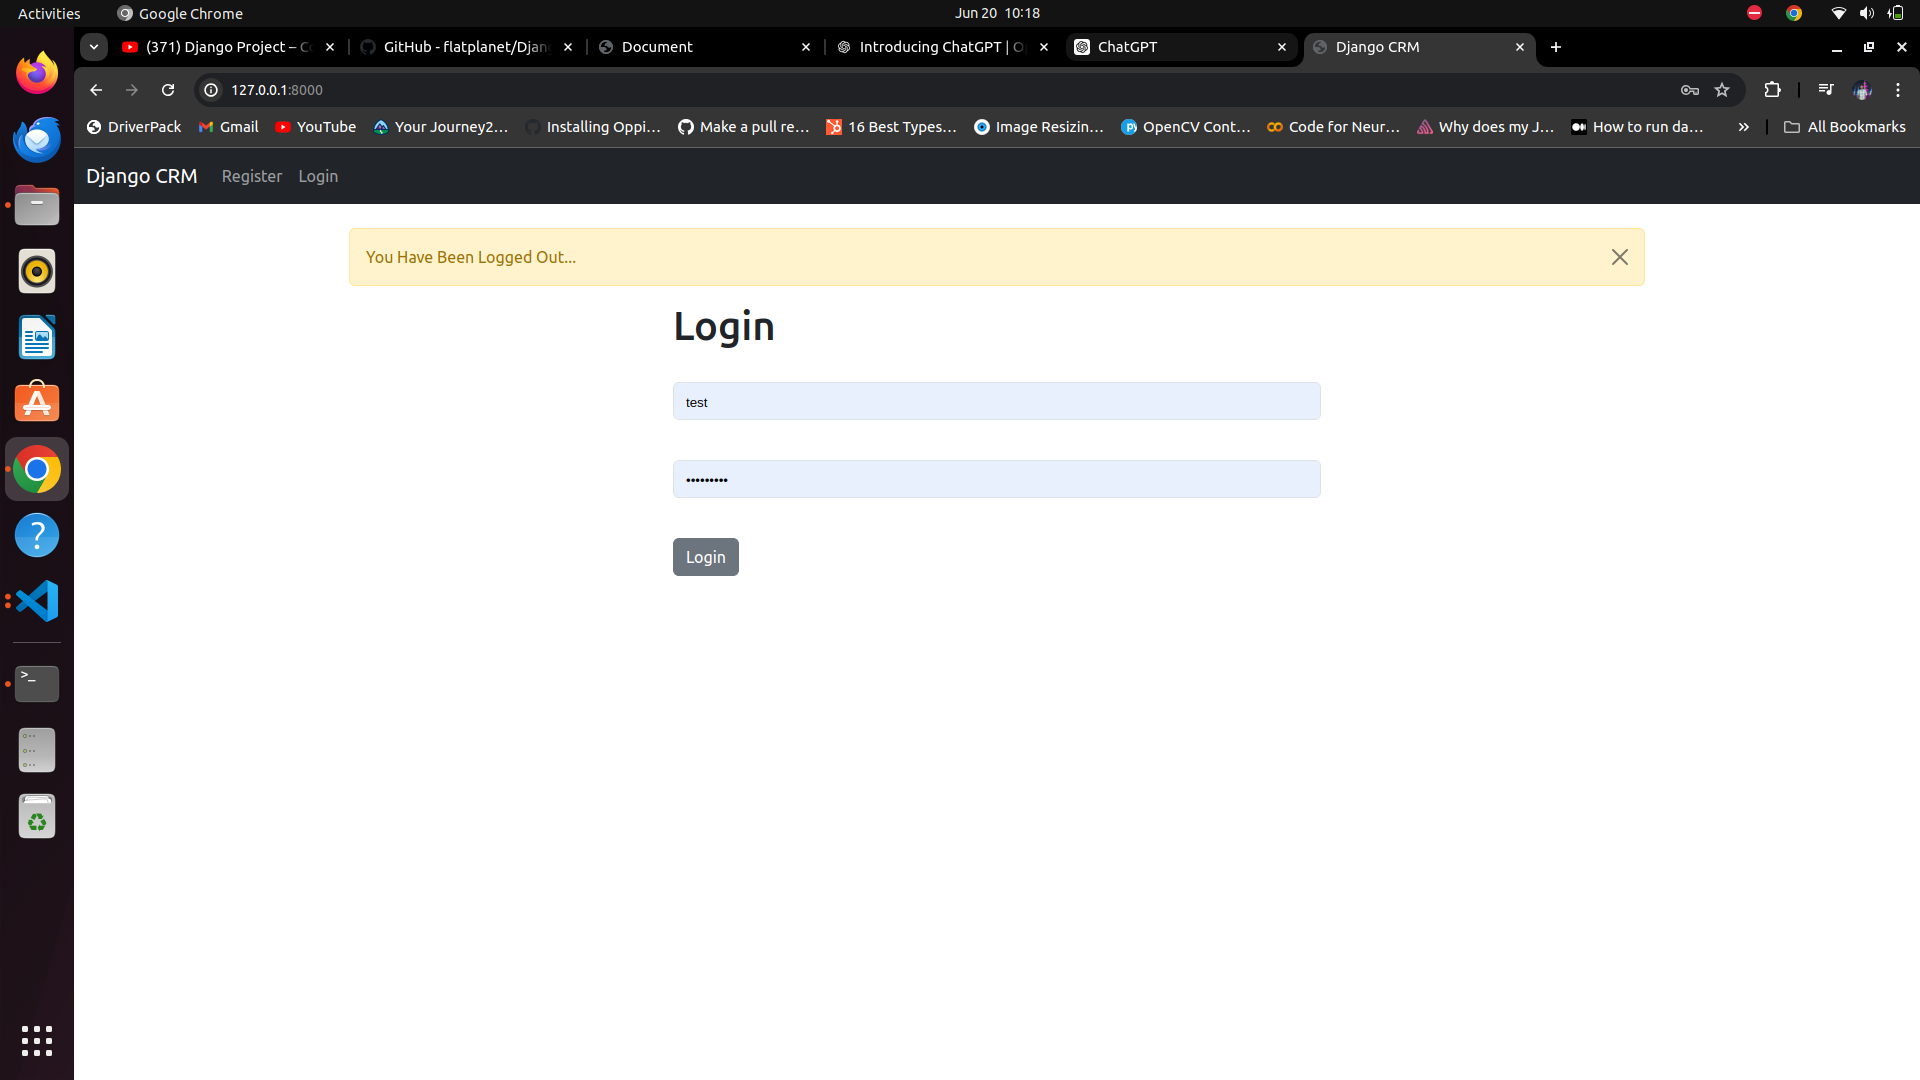 Activities Google Chrome Jun 20 10:18
(371) Django Project – GitHub - flatplanet/Djan Document Introducing ChatGPT | ChatGPT Django CRM
127.0.0.1:8000
DriverPack Gmail YouTube Your Journey2... Installing Oppi... Make a pull re... 16 Best Types... Image Resizin... OpenCV Cont... Code for Neur... Why does my J... How to run da... » All Bookmarks
Django CRM Register Login
You Have Been Logged Out...
Login
test
Login